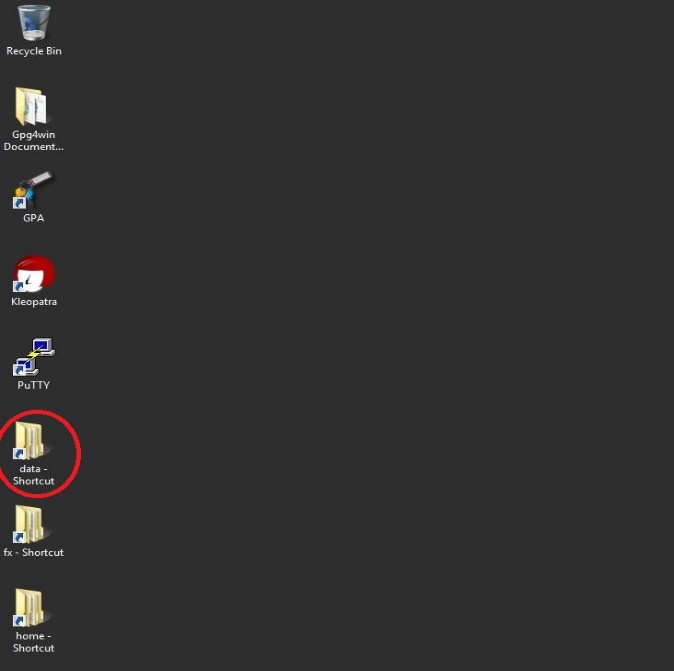 Recycle Bin
Gpg4win
Document...
GPA
Kleopatra
PuTTY
data -
Shortcut
fx - Shortcut
home -
Shortcut